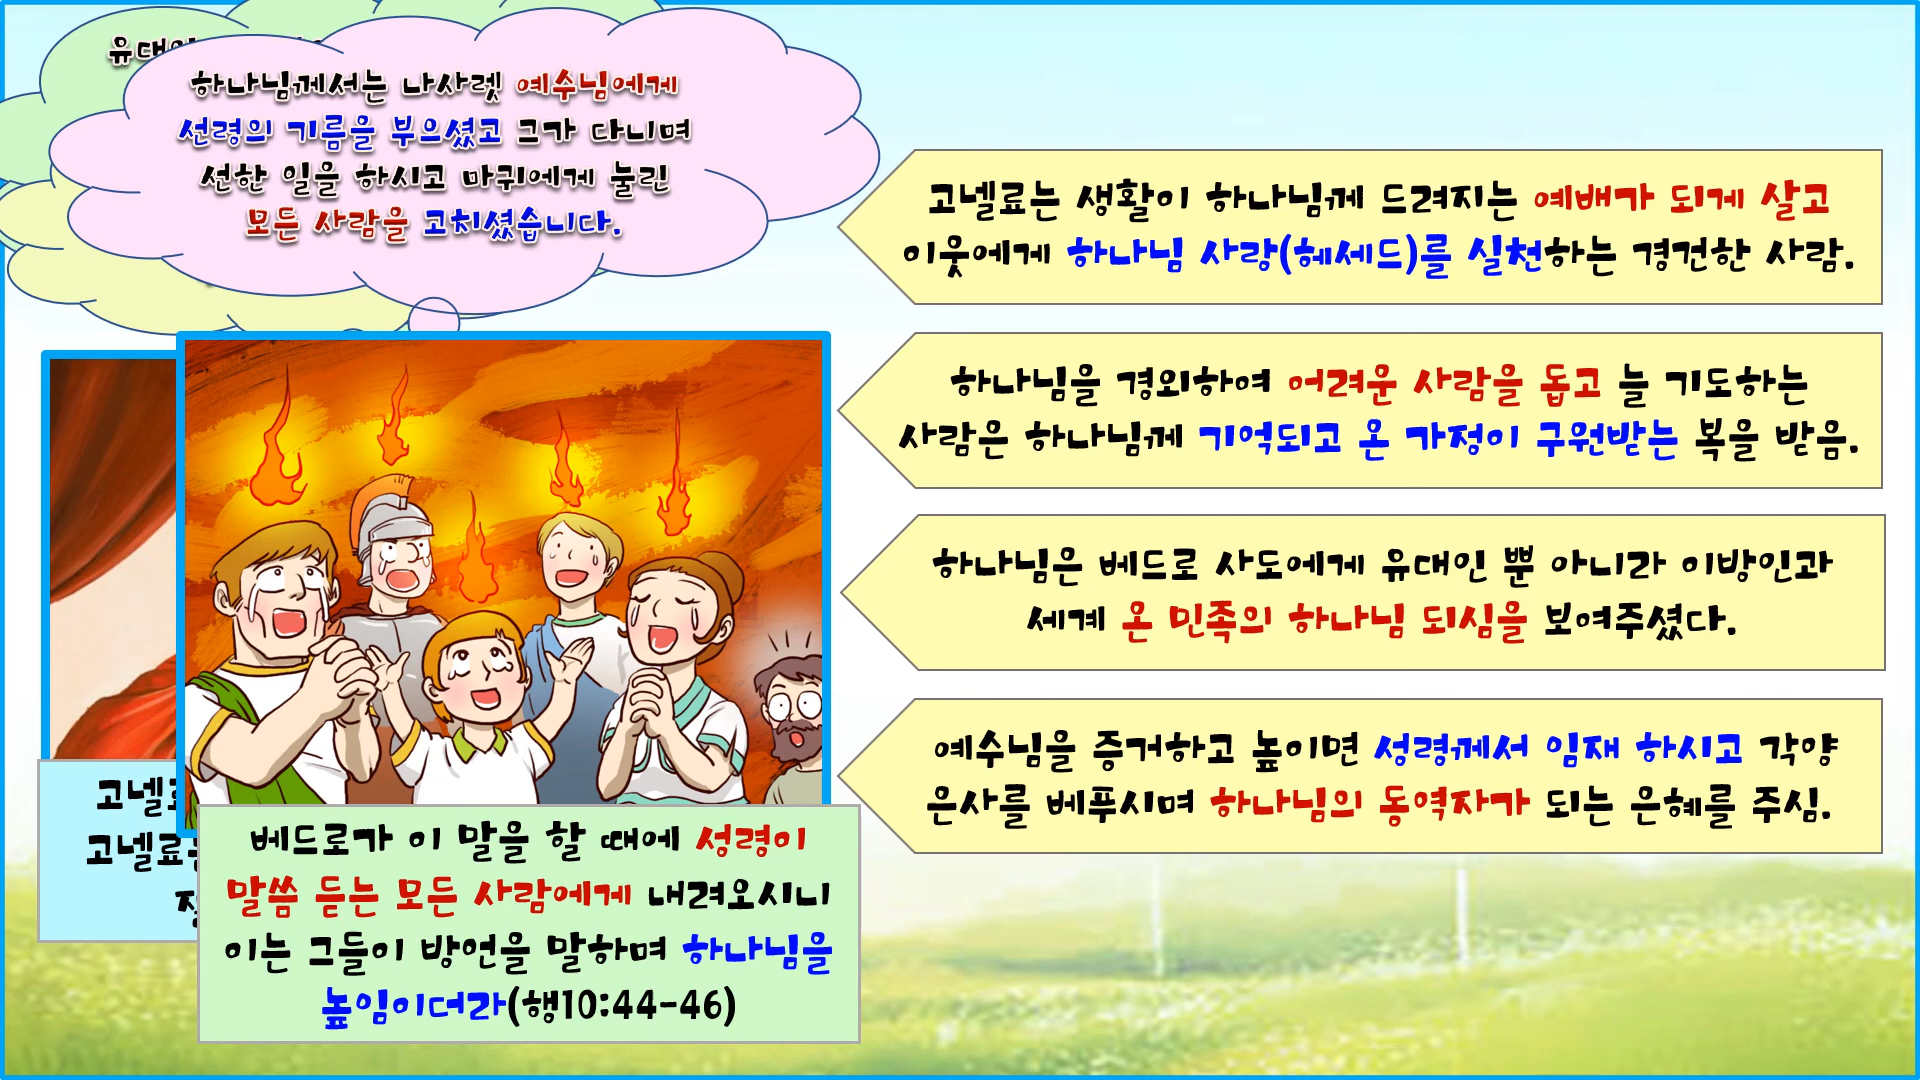 하나님께서는 나사렛 예수님에게
선령의 기름을 부으셨고 그가 다니며
선한 일을 하시고 마귀에게 눌린
모든 사람을 고치셨습니다.
고넬료는 생활이 하나님께 드려지는 예배가 되게 살고
이웃에게 하나님 사랑(헤세드)를 실천하는 경건한 사람.
하나님을 경외하여 어려운 사람을 돕고 늘 기도하는
사람은 하나님께 기억되고 온 가정이 구원받는 복을 받음.
하나님은 베드로 사도에게 유대인 뿐 아니라 이방인과
세계 온 민족의 하나님 되심을 보여주셨다.
예수님을 증거하고 높이면 성령께서 임재 하시고 각양
은사를 베푸시며 하나님의 동역자가 되는 은혜를 주심.
고넬료
고넬료는
베드로가 이 말을 할 때에 성령이
말씀 듣는 모든 사람에게 내려오시니
이는 그들이 방언을 말하며 하나님을
높임이더라(행10:44-46)